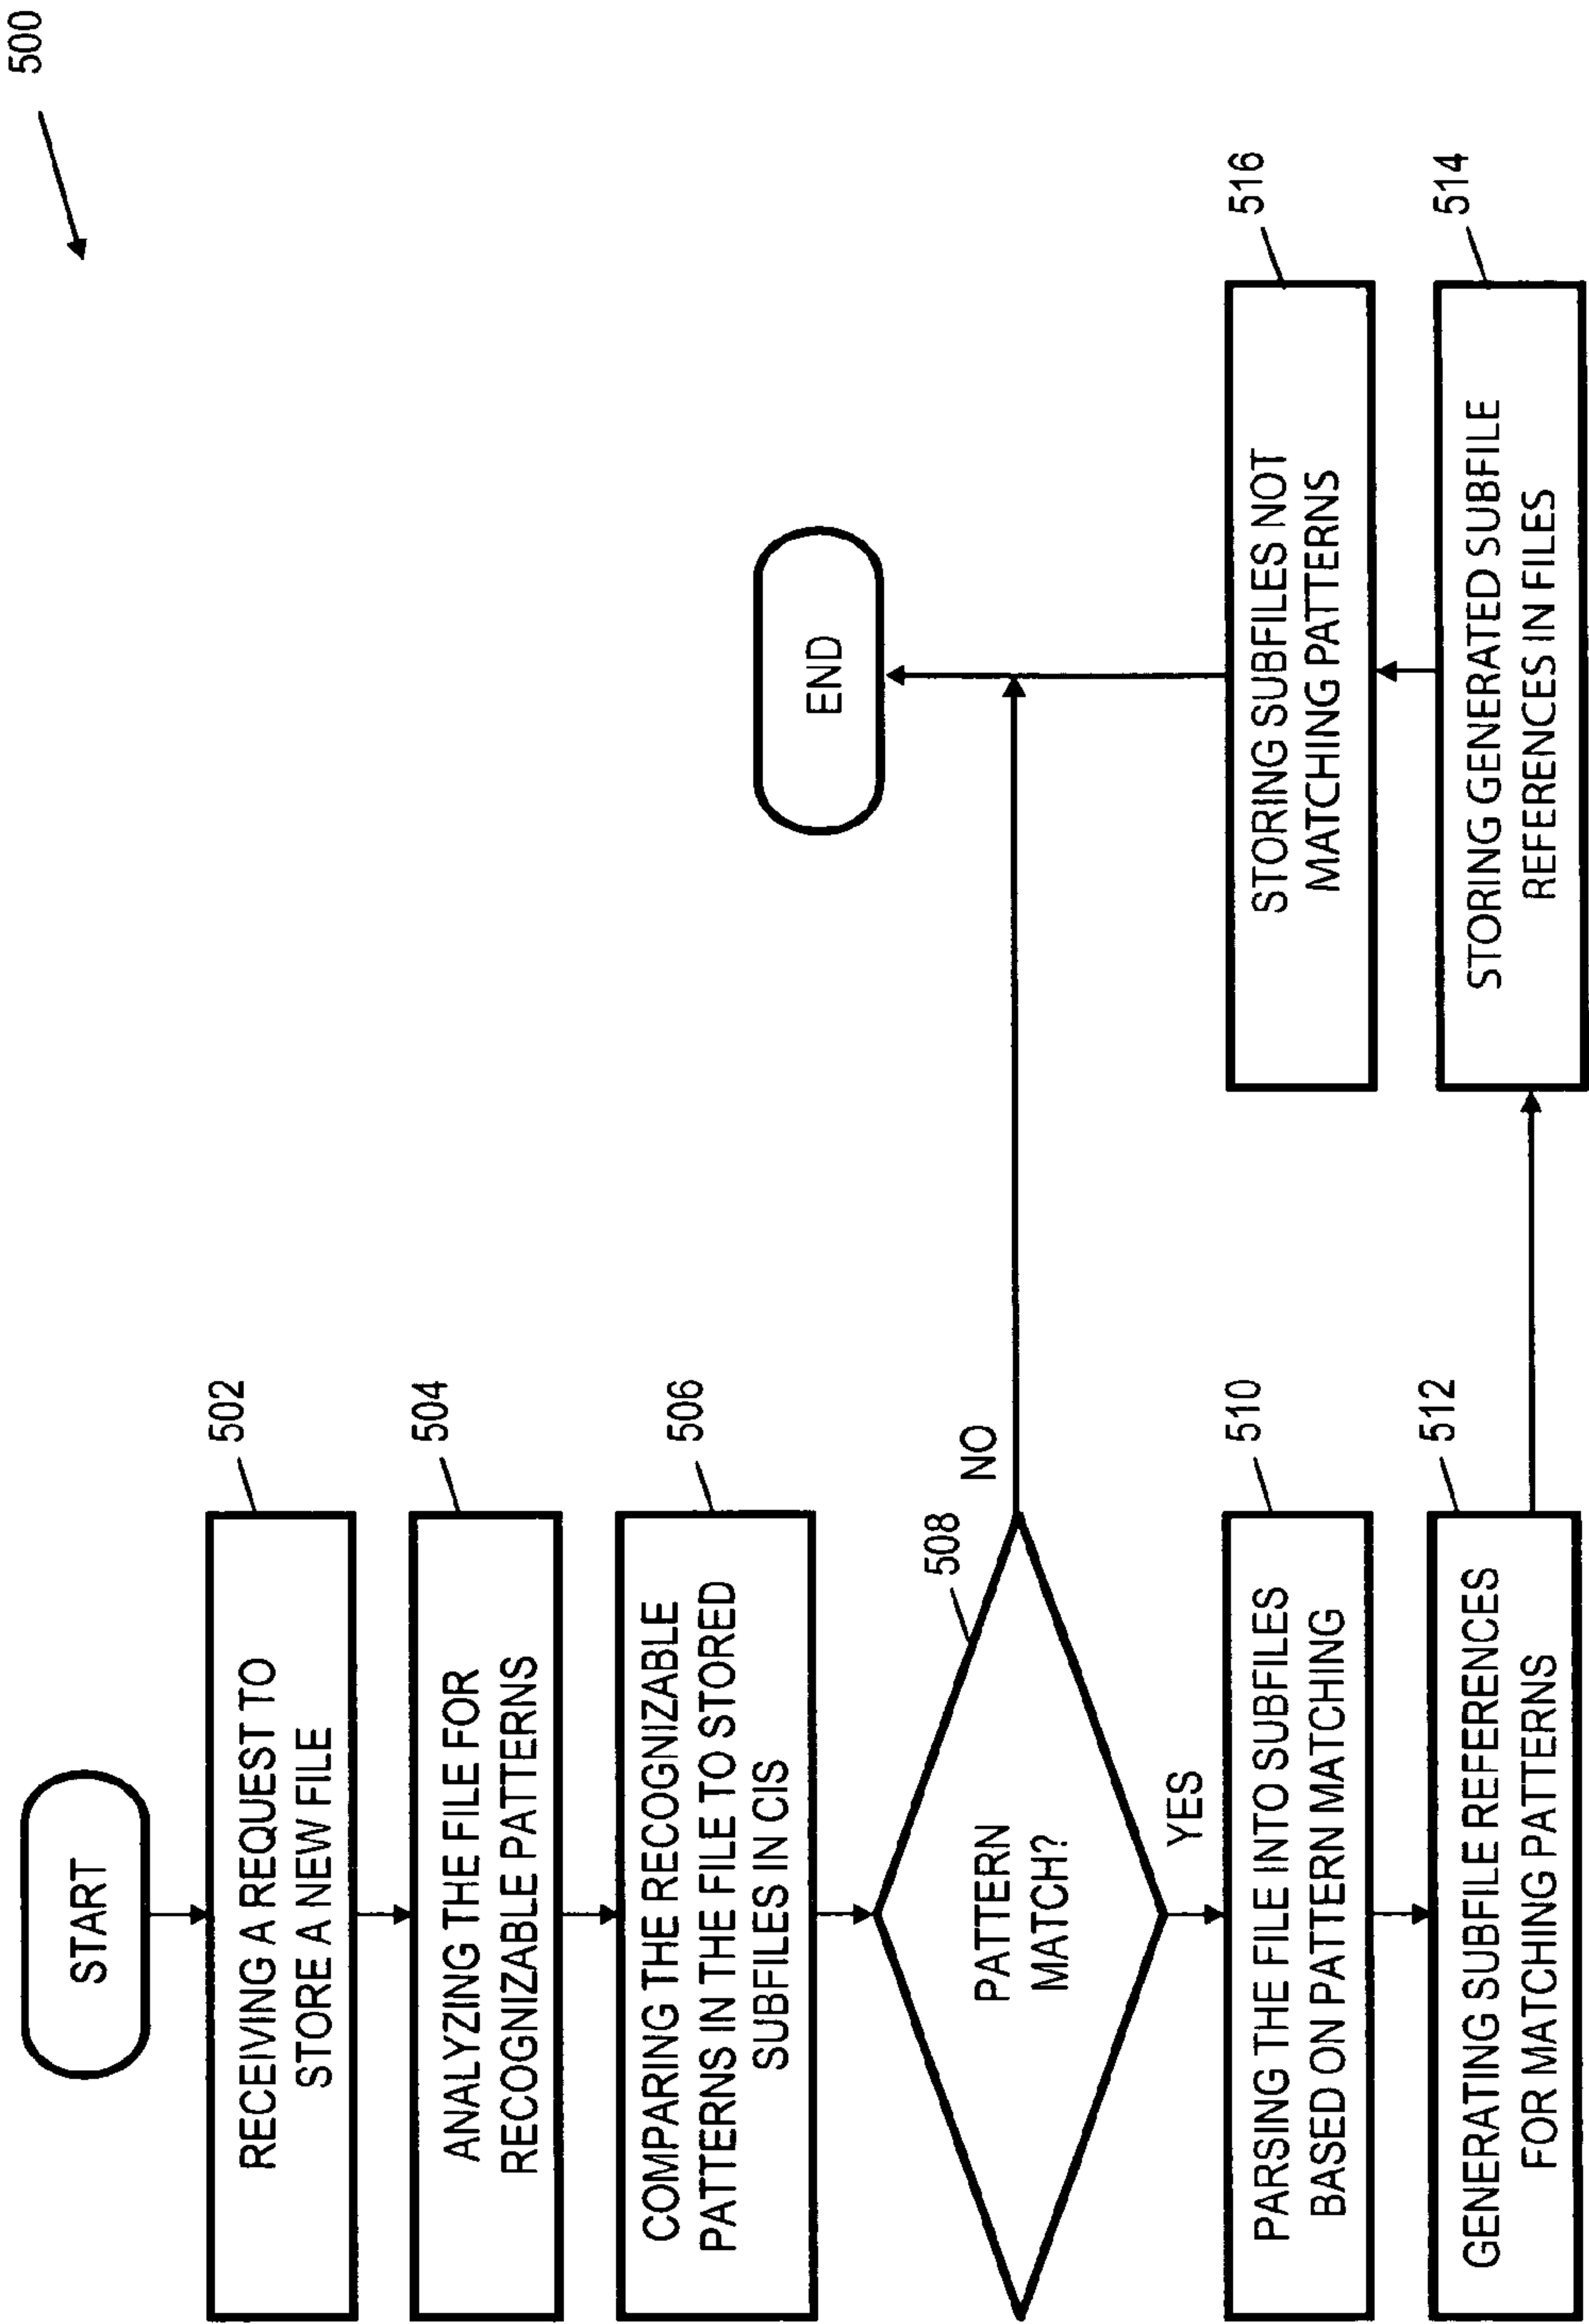 500
START
502
RECEIVING A REQUEST TO
STORE A NEW FILE
504
ANALYZING THE FILE FOR
RECOGNIZABLE PATTERNS
506
COMPARING THE RECOGNIZABLE
PATTERNS IN THE FILE TO STORED
SUBFILES IN CIS
508
PATTERN
MATCH?
NO
YES
510
PARSING THE FILE INTO SUBFILES
BASED ON PATTERN MATCHING
512
GENERATING SUBFILE REFERENCES
FOR MATCHING PATTERNS
514
STORING GENERATED SUBFILE
REFERENCES IN FILES
516
STORING SUBFILES NOT
MATCHING PATTERNS
END